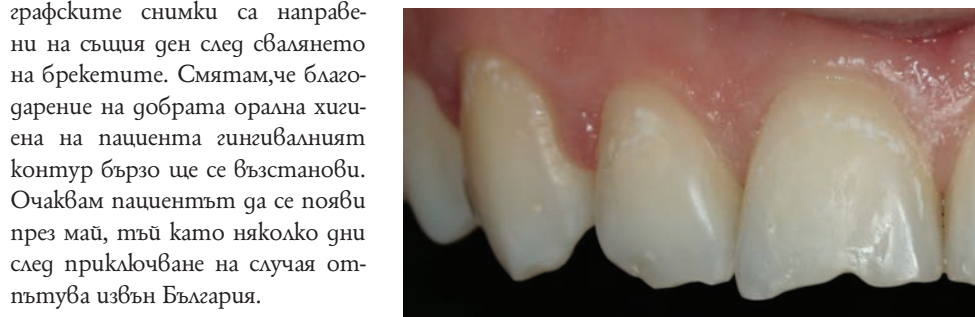 графските снимки са направе-
ни на същия ден след свалянето
на брекетите. Смятам,че благо-
дарение на добрата орална хиги-
ена на пациента гингивалният
контур бързо ще се възстанови.
Очаквам пациентът да се появи
през май, тъй като няколко дни
след приключване на случая от-
пътува извън България.